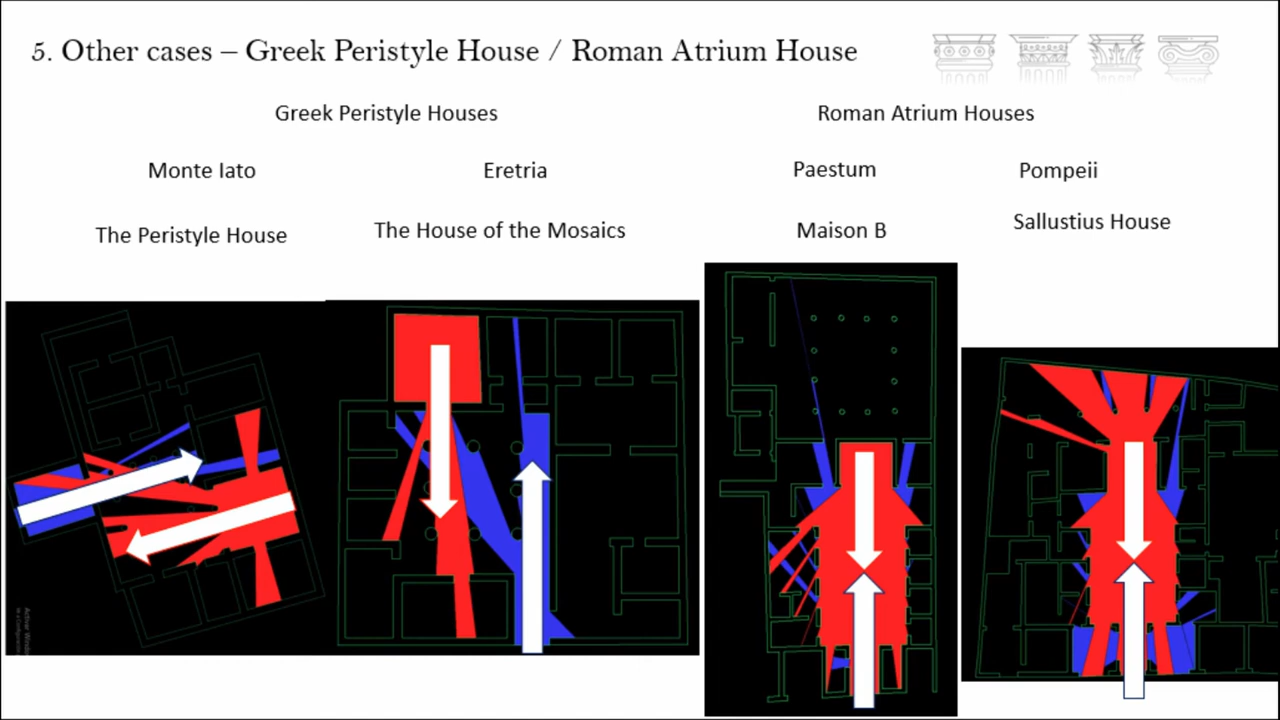 5. Other cases – Greek Peristyle House / Roman Atrium House
Greek Peristyle Houses
Roman Atrium Houses
Monte Iato
Eretria
Paestum
Pompeii
The Peristyle House
The House of the Mosaics
Maison B
Sallustius House